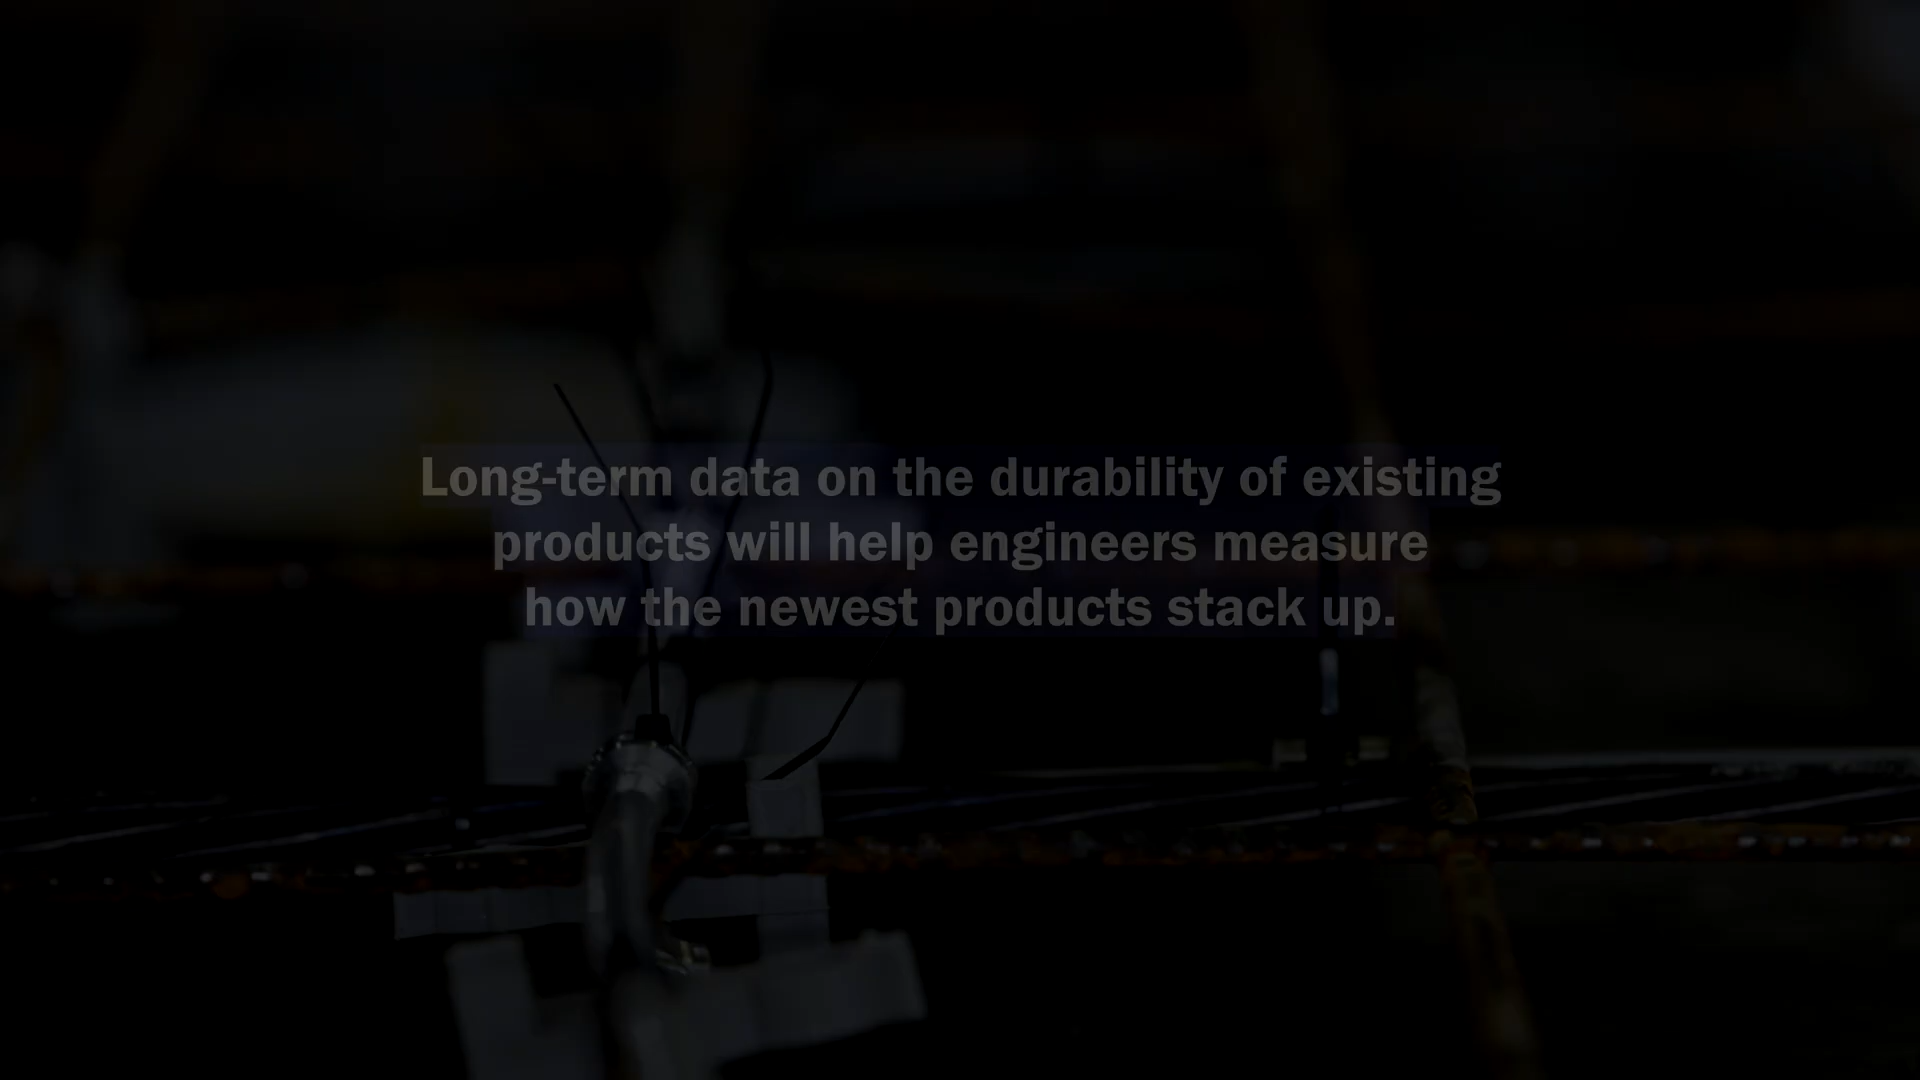 Long-term data on the durability of existing
products will help engineers measure
how the newest products stack up.